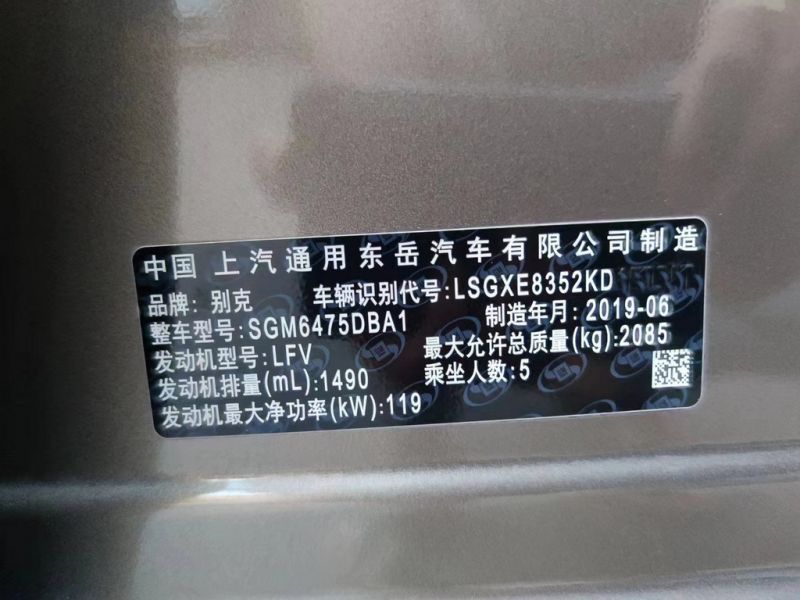 中国 上汽通用东岳汽车有限公司制造
品牌: 别克 车辆识别代号:LSGXE8352KD
整车型号:SGM6475DBA1 制造年月: 2019-06
发动机型号:LFV 最大允许总质量(kg):2085
发动机排量(mL):1490 乘坐人数:5
发动机最大净功率(kW):119